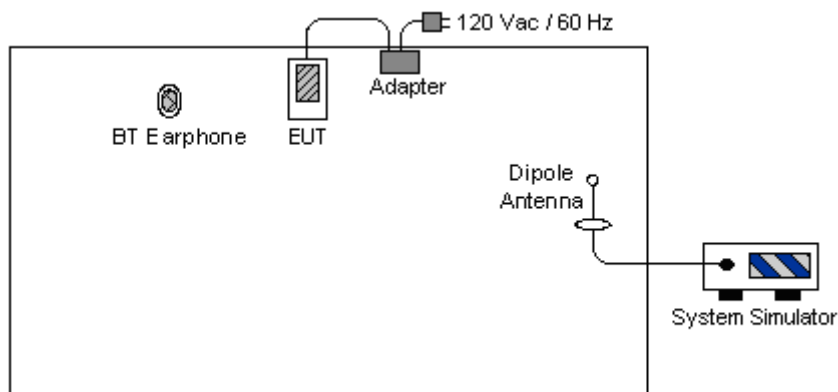 120 Vac / 60 Hz
Adapter
BT Earphone
EUT
Dipole
Antenna
System Simulator